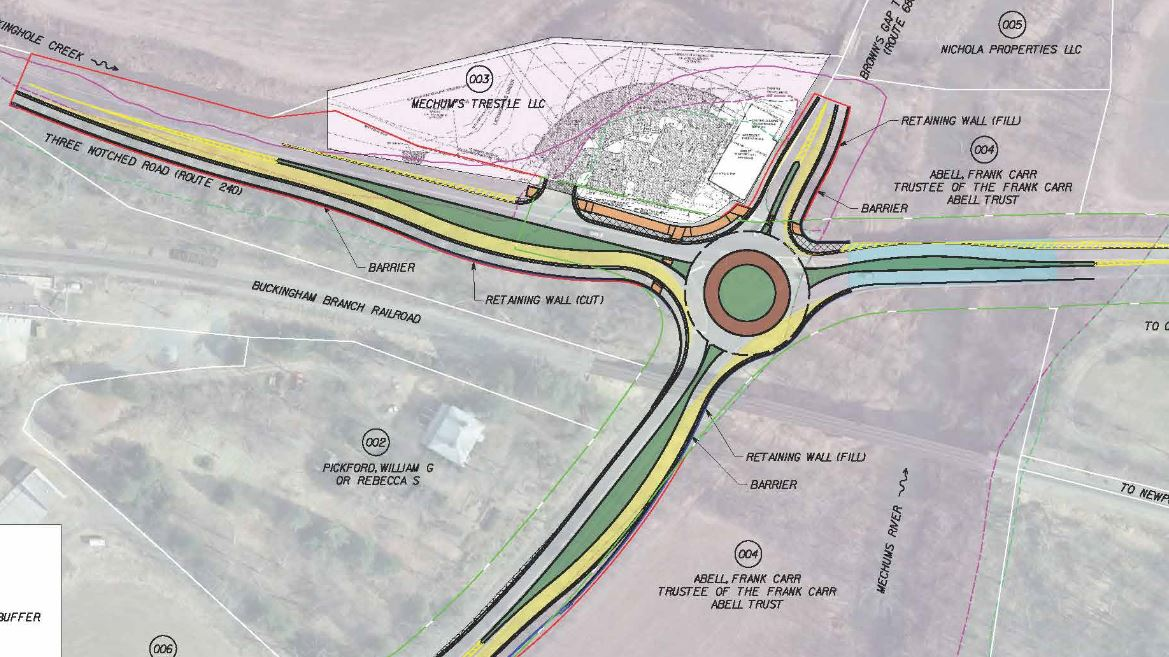 KINGHOLE CREEK
003
MECHUM'S TRESTLE LLC
BROWN'S GAP
(ROUTE 68
005
NICHOLA PROPERTIES LLC
RETAINING WALL (FILL)
004
ABELL, FRANK CARR
TRUSTEE OF THE FRANK CARR
ABELL TRUST
BARRIER
THREE NOTCHED ROAD (ROUTE 240)
BARRIER
RETAINING WALL (CUT)
BUCKINGHAM BRANCH RAILROAD
TO
002
PICKFORD, WILLIAM G
OR REBECCA S
RETAINING WALL (FILL)
BARRIER
MECHUMS RIVER
TO NEWP
004
ABELL, FRANK CARR
TRUSTEE OF THE FRANK CARR
ABELL TRUST
BUFFER
006